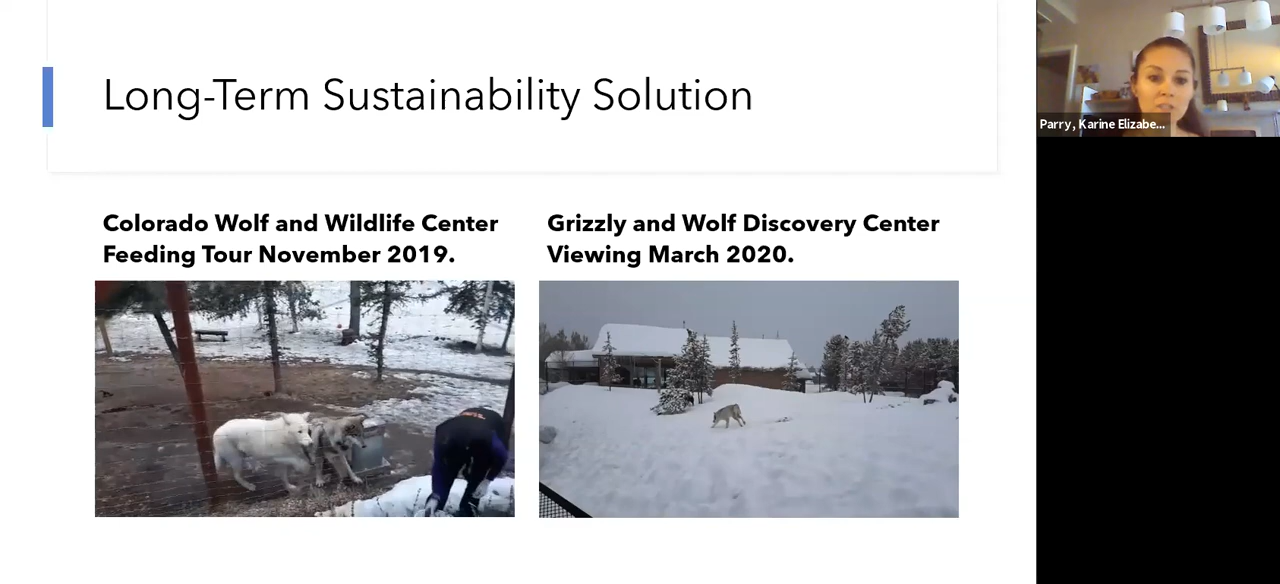 Long-Term Sustainability Solution
Colorado Wolf and Wildlife Center
Feeding Tour November 2019.
Grizzly and Wolf Discovery Center
Viewing March 2020.
Parry, Karine Elizabe...